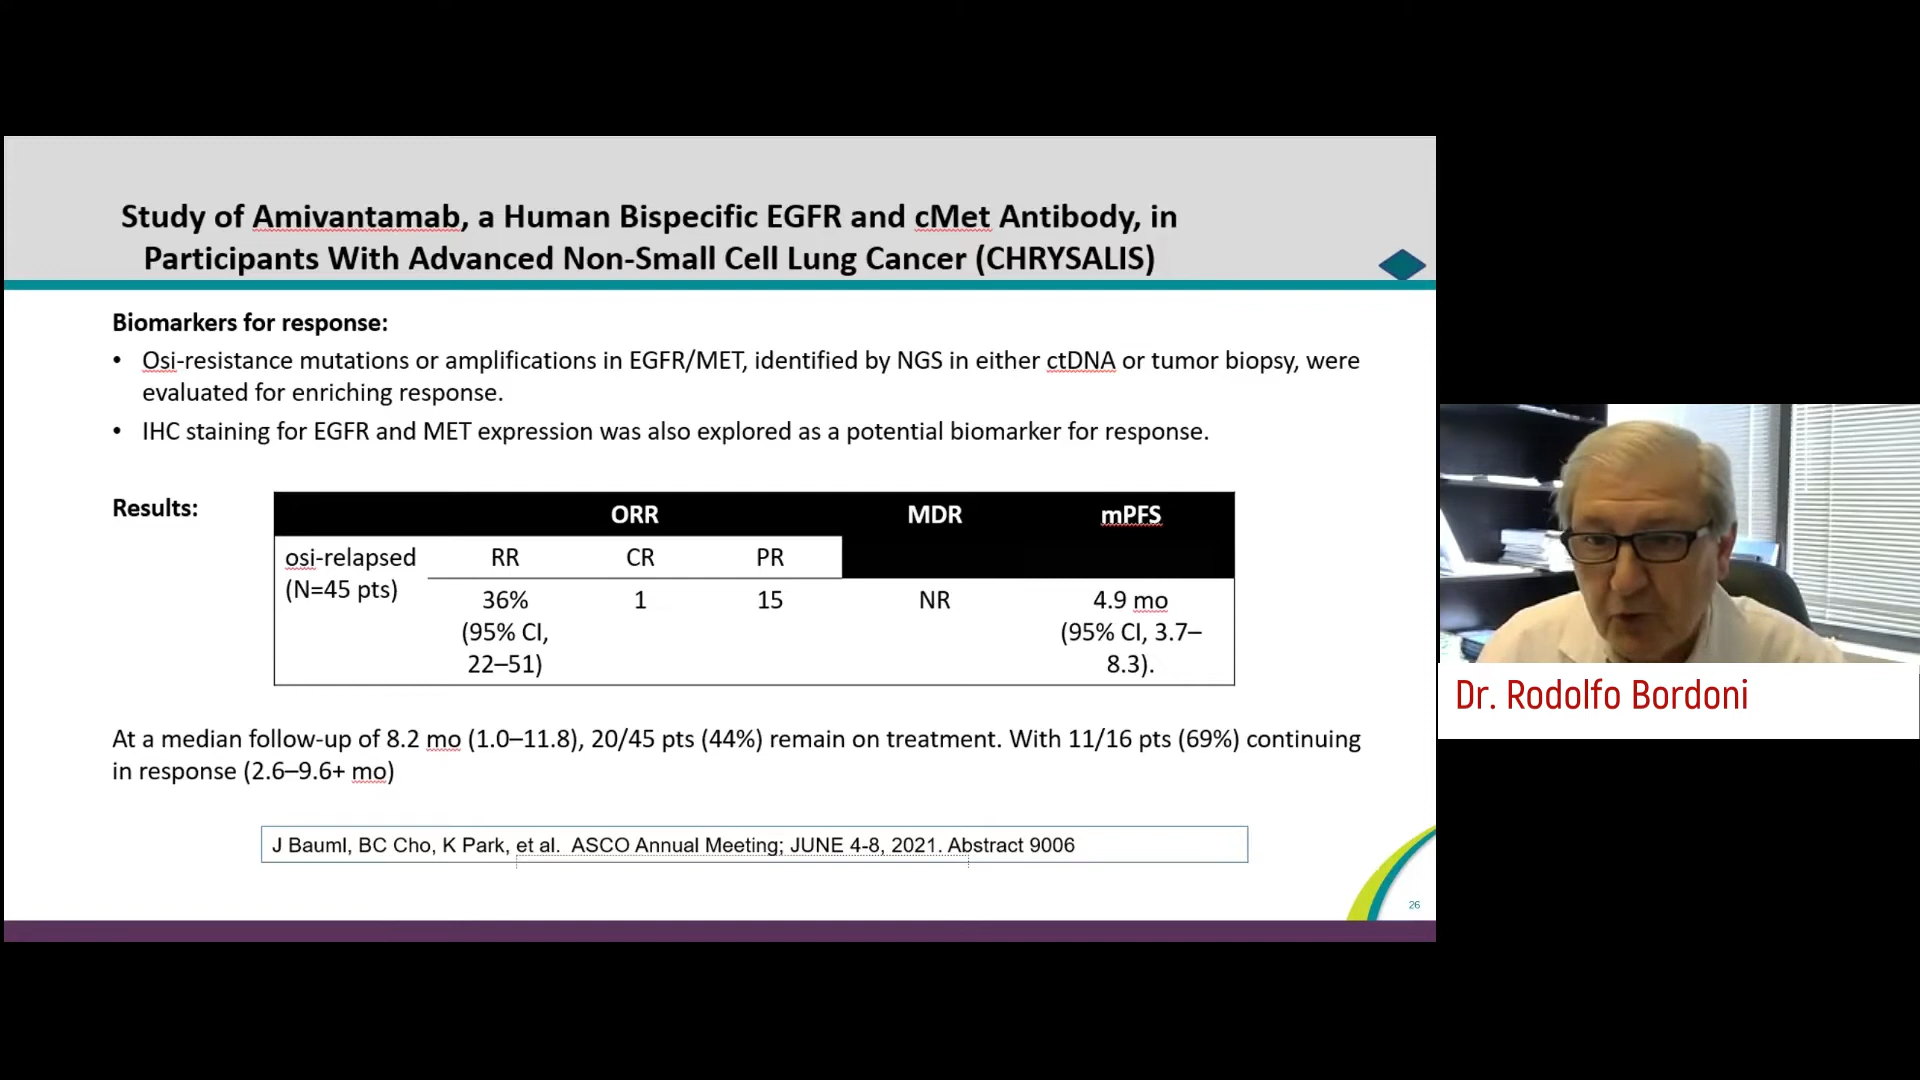 Study of Amivantamab, a Human Bispecific EGFR and cMet Antibody, in
Participants With Advanced Non-Small Cell Lung Cancer (CHRYSALIS)
Biomarkers for response:
• Osi-resistance mutations or amplifications in EGFR/MET, identified by NGS in either ctDNA or tumor biopsy, were
evaluated for enriching response.
• IHC staining for EGFR and MET expression was also explored as a potential biomarker for response.
Results:
ORR MDR mPFS
osi-relapsed RR CR PR
(N=45 pts)
36% 1 15 NR 4.9 mo
(95% CI, (95% CI, 3.7–
22–51) 8.3).
At a median follow-up of 8.2 mo (1.0–11.8), 20/45 pts (44%) remain on treatment. With 11/16 pts (69%) continuing
in response (2.6–9.6+ mo)
J Bauml, BC Cho, K Park, et al.  ASCO Annual Meeting; JUNE 4-8, 2021. Abstract 9006
26
Dr. Rodolfo Bordoni